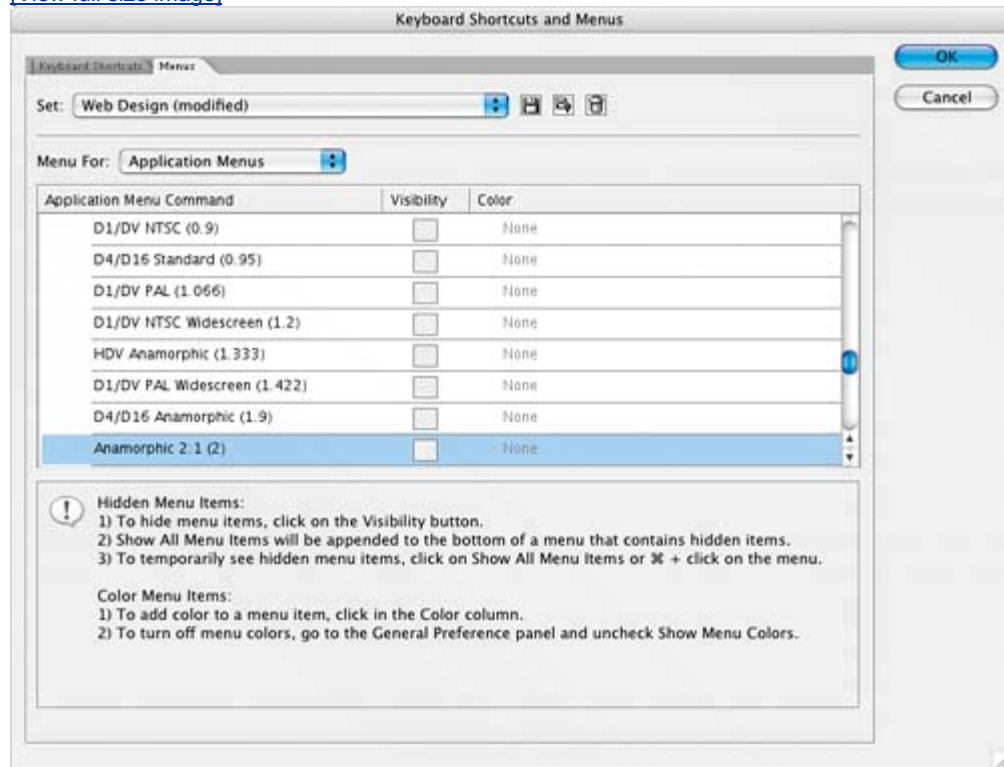 [View full size image]
Keyboard Shortcuts and Menus
Keyboard Shortcuts Menus
OK
Set: Web Design (modified)
Cancel
Menu For: Application Menus
Application Menu Command Visibility Color
D1/DV NTSC (0.9) None
D4/D16 Standard (0.95) None
D1/DV PAL (1.066) None
D1/DV NTSC Widescreen (1.2) None
HDV Anamorphic (1.333) None
D1/DV PAL Widescreen (1.422) None
D4/D16 Anamorphic (1.9) None
Anamorphic 2:1 (2) None
Hidden Menu Items:
1) To hide menu items, click on the Visibility button.
2) Show All Menu Items will be appended to the bottom of a menu that contains hidden items.
3) To temporarily see hidden menu items, click on Show All Menu Items or ⌘ + click on the menu.
Color Menu Items:
1) To add color to a menu item, click in the Color column.
2) To turn off menu colors, go to the General Preference panel and uncheck Show Menu Colors.